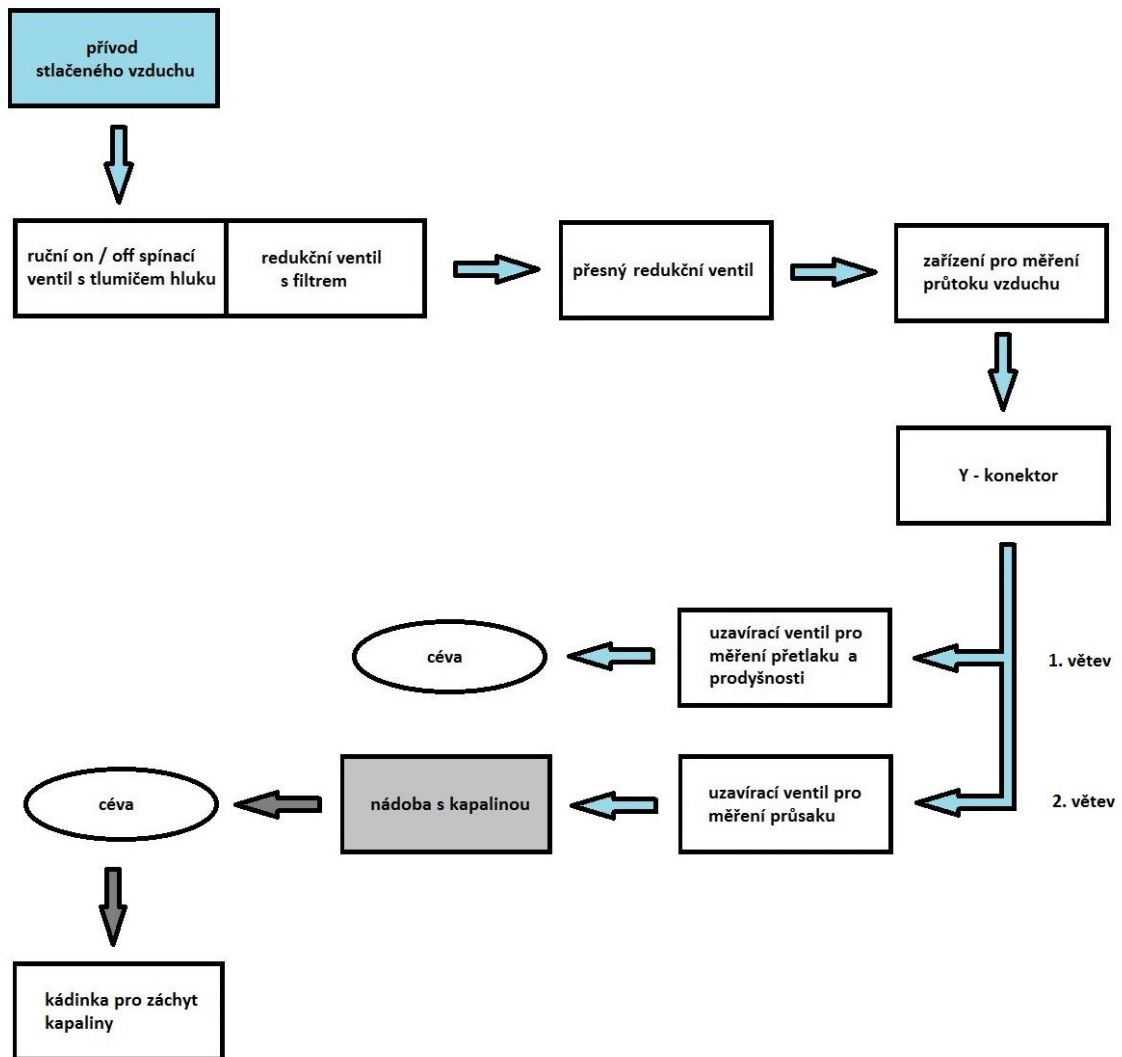 přívod
stlačeného vzduchu
ruční on / off spínací
ventil s tlumičem hluku
redukční ventil
s filtrem
přesný redukční ventil
zařízení pro měření
průtoku vzduchu
Y - konektor
céva
uzavírací ventil pro
měření přetlaku a
prodyšnosti
1. větev
céva
nádoba s kapalinou
uzavírací ventil pro
měření průsaku
2. větev
kádinka pro záchyt
kapaliny